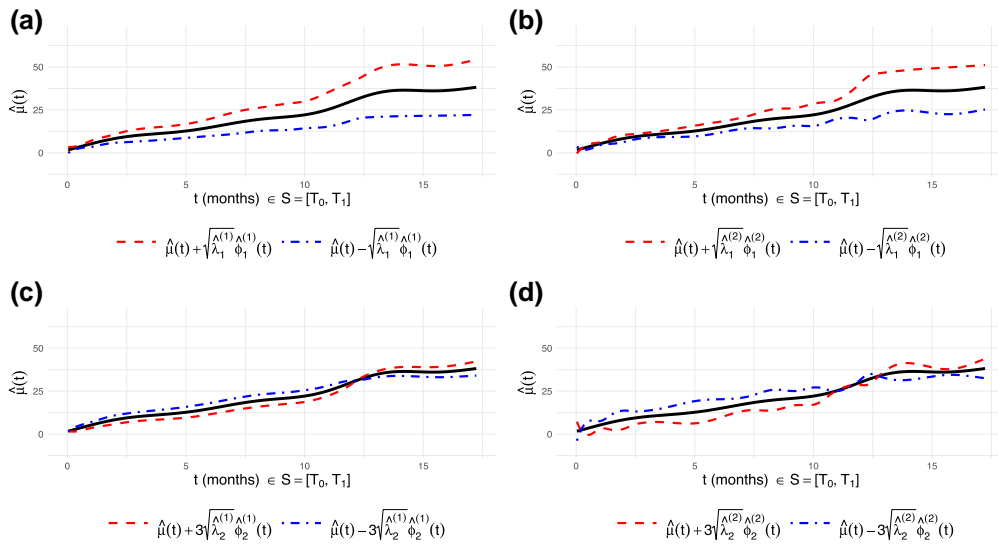 (a)
(b)
50
25
0
μ̂(t)
0 5 10 15
t (months) ∈ S = [T₀, T₁]
μ̂(t) + √λ̂₁⁽¹⁾ φ̂₁⁽¹⁾(t) μ̂(t) − √λ̂₁⁽¹⁾ φ̂₁⁽¹⁾(t)
50
25
0
μ̂(t)
0 5 10 15
t (months) ∈ S = [T₀, T₁]
μ̂(t) + √λ̂₁⁽²⁾ φ̂₁⁽²⁾(t) μ̂(t) − √λ̂₁⁽²⁾ φ̂₁⁽²⁾(t)
(c)
(d)
50
25
0
μ̂(t)
0 5 10 15
t (months) ∈ S = [T₀, T₁]
μ̂(t) + 3√λ̂₂⁽¹⁾ φ̂₂⁽¹⁾(t) μ̂(t) − 3√λ̂₂⁽¹⁾ φ̂₂⁽¹⁾(t)
50
25
0
μ̂(t)
0 5 10 15
t (months) ∈ S = [T₀, T₁]
μ̂(t) + 3√λ̂₂⁽²⁾ φ̂₂⁽²⁾(t) μ̂(t) − 3√λ̂₂⁽²⁾ φ̂₂⁽²⁾(t)